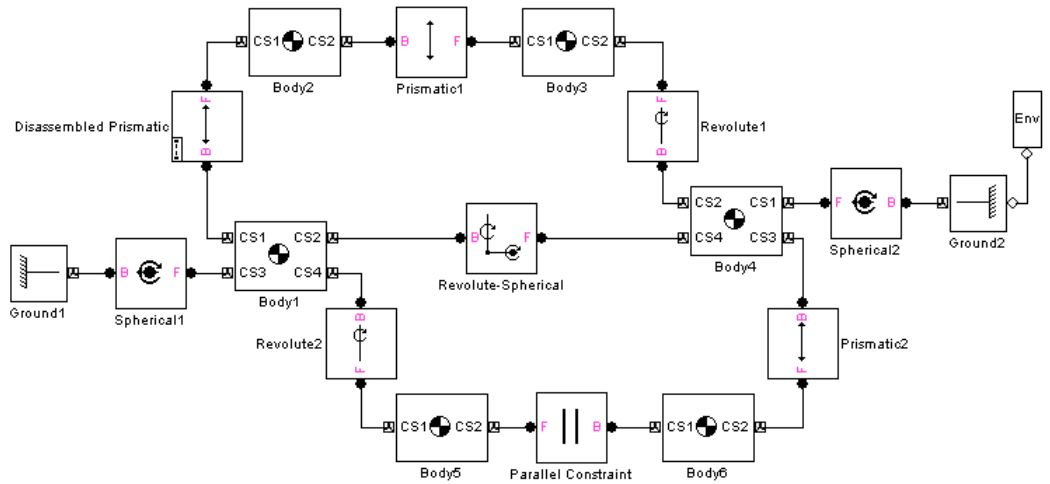 CS1 CS2
B F
CS1 CS2
Body2
Prismatic1
Body3
F
B
Disassembled Prismatic
F
B
Revolute1
Env
CS2 CS1
CS4 CS3
Body4
F B
Spherical2
Ground2
CS1 CS2
CS3 CS4
Body1
B F
Revolute-Spherical
Ground1
B F
Spherical1
B
F
Revolute2
B
F
Prismatic2
CS1 CS2
Body5
F B
Parallel Constraint
CS1 CS2
Body6